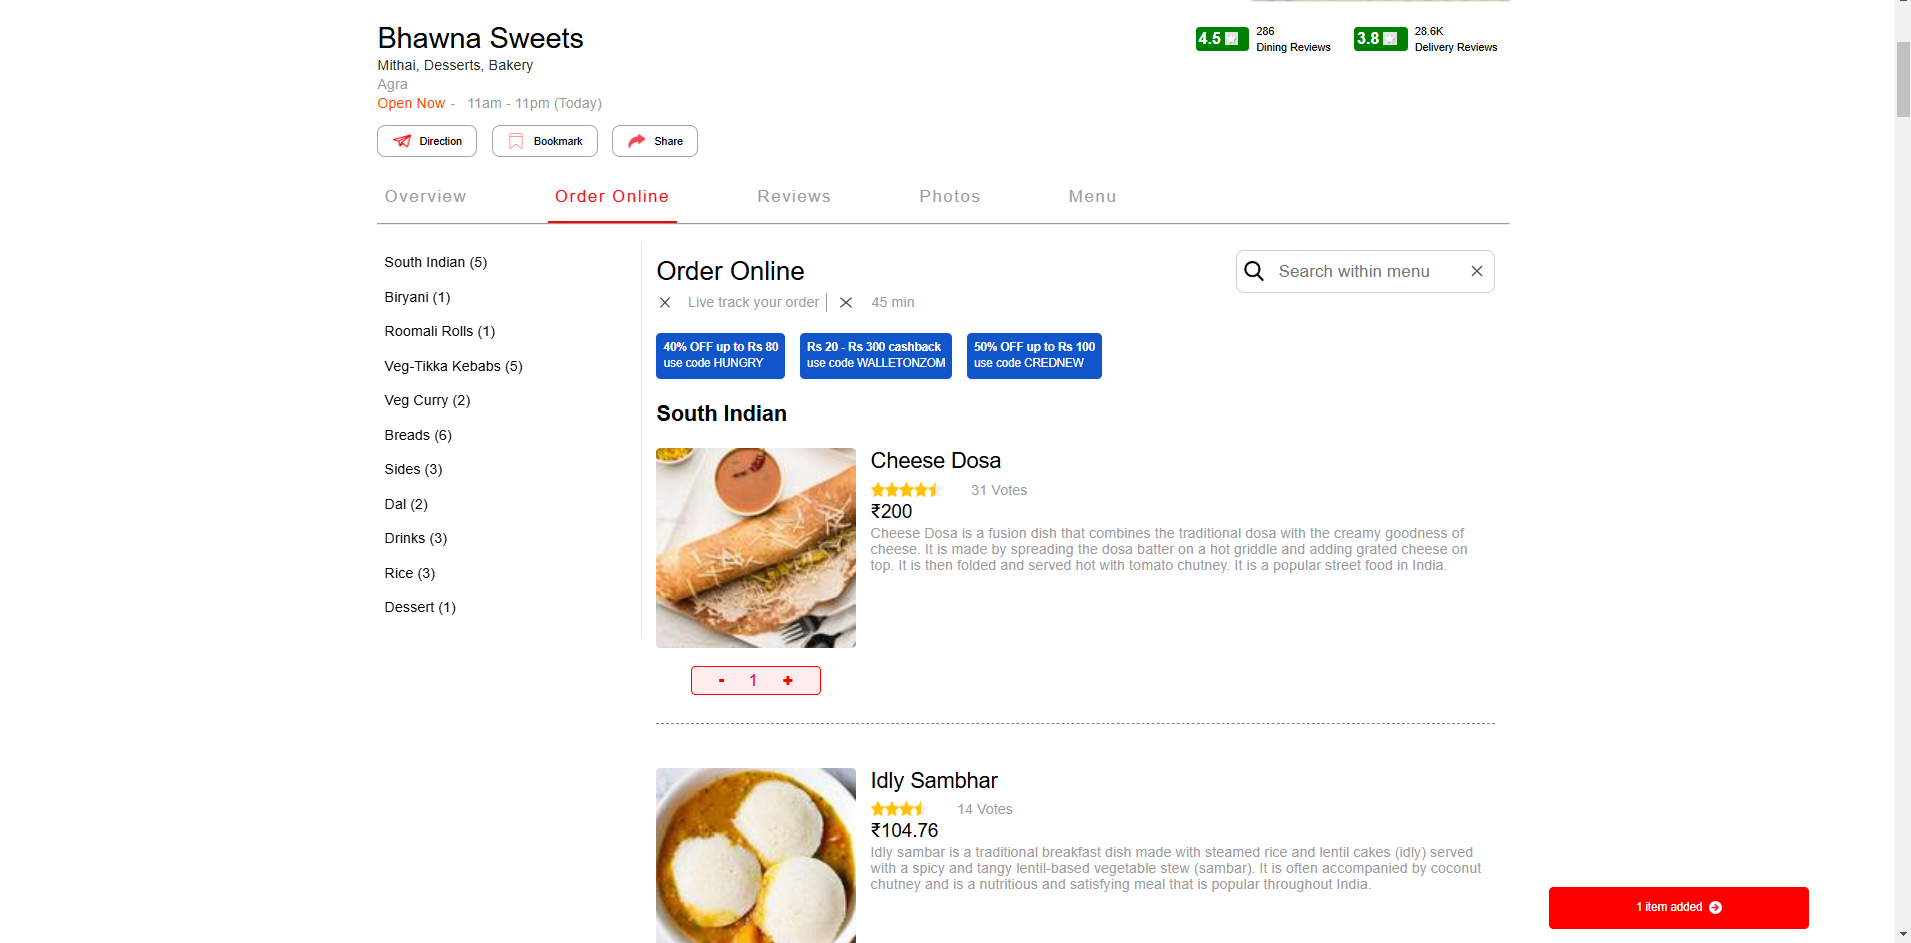 Bhawna Sweets
Mithai, Desserts, Bakery
Agra
Open Now - 11am - 11pm (Today)
4.5
286
Dining Reviews
3.8
28.6K
Delivery Reviews
Direction
Bookmark
Share
Overview
Order Online
Reviews
Photos
Menu
South Indian (5)
Biryani (1)
Roomali Rolls (1)
Veg-Tikka Kebabs (5)
Veg Curry (2)
Breads (6)
Sides (3)
Dal (2)
Drinks (3)
Rice (3)
Dessert (1)
Order Online
Search within menu
Live track your order
45 min
40% OFF up to Rs 80
use code HUNGRY
Rs 20 - Rs 300 cashback
use code WALLETONZOM
50% OFF up to Rs 100
use code CREDNEW
South Indian
Cheese Dosa
31 Votes
₹200
Cheese Dosa is a fusion dish that combines the traditional dosa with the creamy goodness of
cheese. It is made by spreading the dosa batter on a hot griddle and adding grated cheese on
top. It is then folded and served hot with tomato chutney. It is a popular street food in India.
- 1 +
Idly Sambhar
14 Votes
₹104.76
Idly sambar is a traditional breakfast dish made with steamed rice and lentil cakes (idly) served
with a spicy and tangy lentil-based vegetable stew (sambar). It is often accompanied by coconut
chutney and is a nutritious and satisfying meal that is popular throughout India.
1 item added